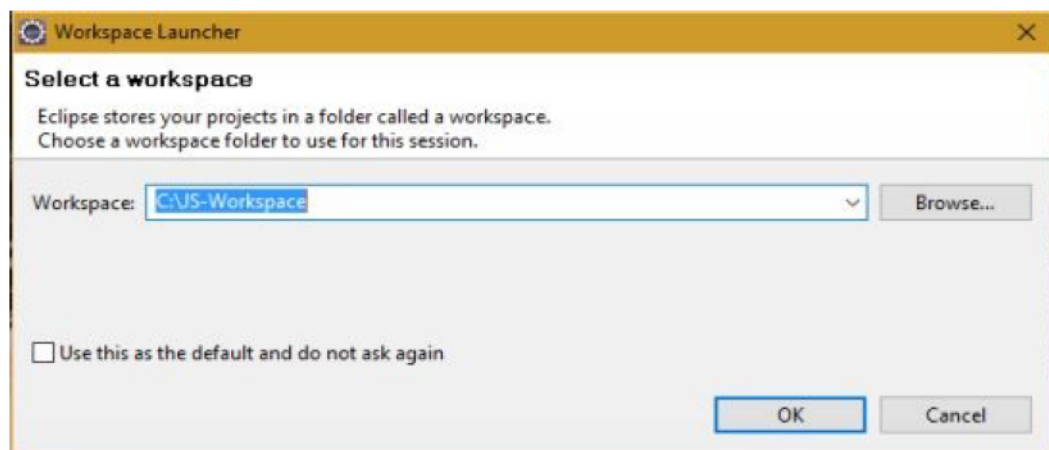 Workspace Launcher
Select a workspace
Eclipse stores your projects in a folder called a workspace.
Choose a workspace folder to use for this session.
Workspace: C:\JS-Workspace Browse...
Use this as the default and do not ask again
OK Cancel